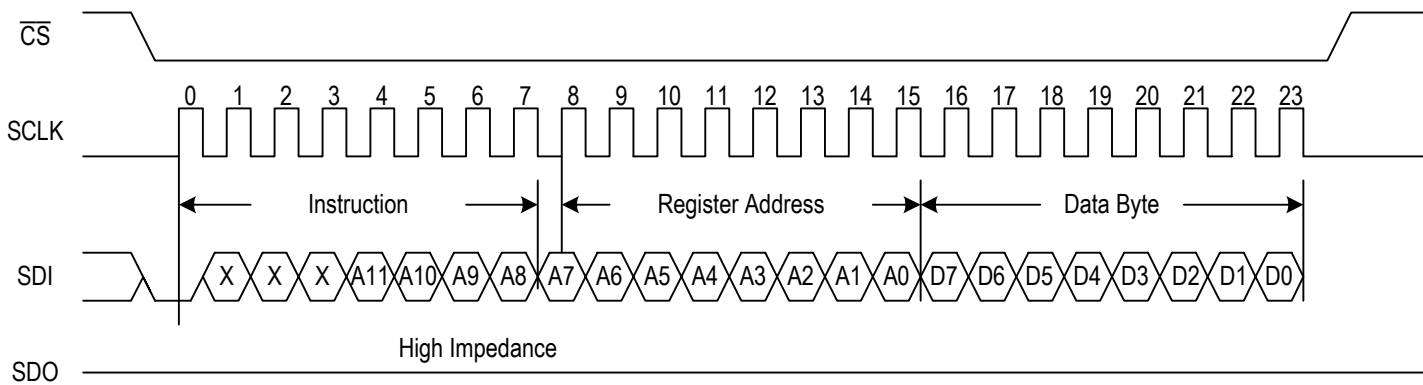 CS
0 1 2 3 4 5 6 7 8 9 10 11 12 13 14 15 16 17 18 19 20 21 22 23
SCLK
Instruction Register Address Data Byte
SDI X X X A11 A10 A9 A8 A7 A6 A5 A4 A3 A2 A1 A0 D7 D6 D5 D4 D3 D2 D1 D0
High Impedance
SDO